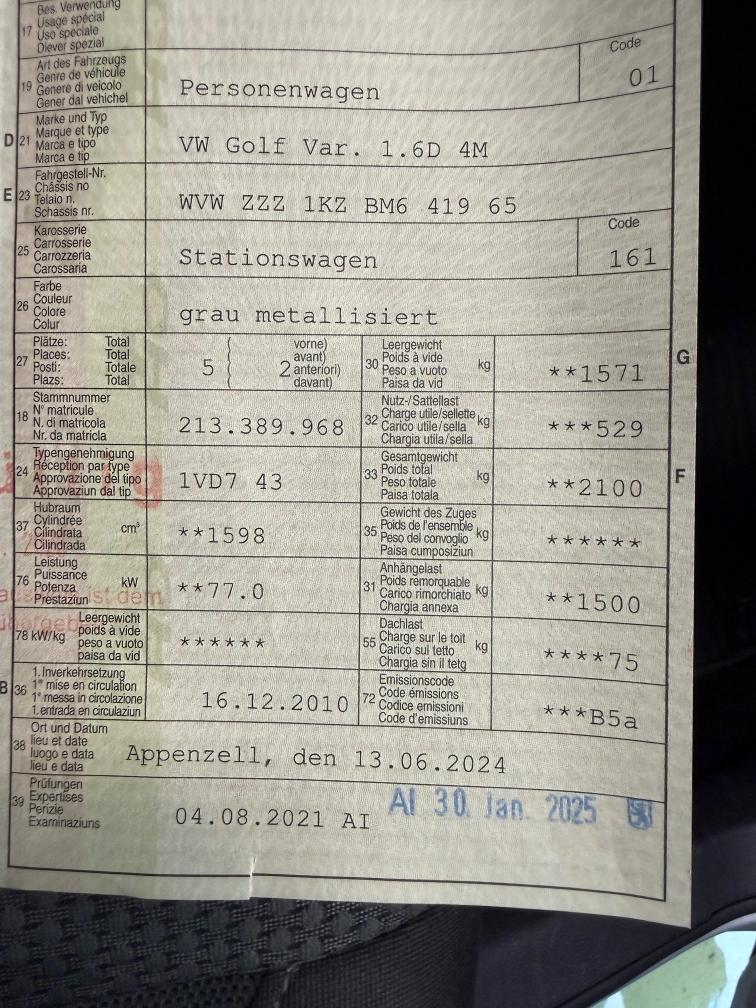 17 Bes. Verwendung
Usage spécial
Uso speciale
Diever spezial
19 Art des Fahrzeugs
Genre de véhicule
Genere di veicolo
Gener dal vehichel
Personenwagen
Code
01
D 21 Marke und Typ
Marque et type
Marca e tipo
Marca e tip
VW Golf Var. 1.6D 4M
E 23 Fahrgestell-Nr.
Châssis no
Telaio n.
Schassis nr.
WVW ZZZ 1KZ BM6 419 65
25 Karosserie
Carrosserie
Carrozzeria
Carossaria
Stationswagen
Code
161
26 Farbe
Couleur
Colore
Colur
grau metallisiert
27 Plätze: Total
Places: Total
Posti: Totale
Plazs: Total
5 { 2 vorne)
avant)
anteriori)
davant)
30 Leergewicht
Poids à vide
Peso a vuoto
Paisa da vid
kg
**1571
G
18 Stammnummer
N° matricule
N. di matricola
Nr. da matricla
213.389.968
32 Nutz-/Sattellast
Charge utile/sellette
Carico utile/sella
Chargia utila/sella
kg
***529
24 Typengenehmigung
Réception par type
Approvazione del tipo
Approvaziun dal tip
1VD7 43
33 Gesamtgewicht
Poids total
Peso totale
Paisa totala
kg
**2100
F
37 Hubraum
Cylindrée
Cilindrata
Cilindrada
cm³
**1598
35 Gewicht des Zuges
Poids de l'ensemble
Peso del convoglio
Paisa cumposiziun
kg
******
76 Leistung
Puissance
Potenza
Prestaziun
kW
**77.0
31 Anhängelast
Poids remorquable
Carico rimorchiato
Chargia annexa
kg
**1500
78 kW/kg Leergewicht
poids à vide
peso a vuoto
paisa da vid
******
55 Dachlast
Charge sur le toit
Carico sul tetto
Chargia sin il tetg
kg
****75
B 36 1. Inverkehrsetzung
1re mise en circulation
1a messa in circolazione
1. entrada en circulaziun
16.12.2010
72 Emissionscode
Code émissions
Codice emissioni
Code d'emissiuns
***B5a
38 Ort und Datum
lieu et date
luogo e data
lieu e data
Appenzell, den 13.06.2024
39 Prüfungen
Expertises
Perizie
Examinaziuns
04.08.2021 AI
AI 30. Jan. 2025